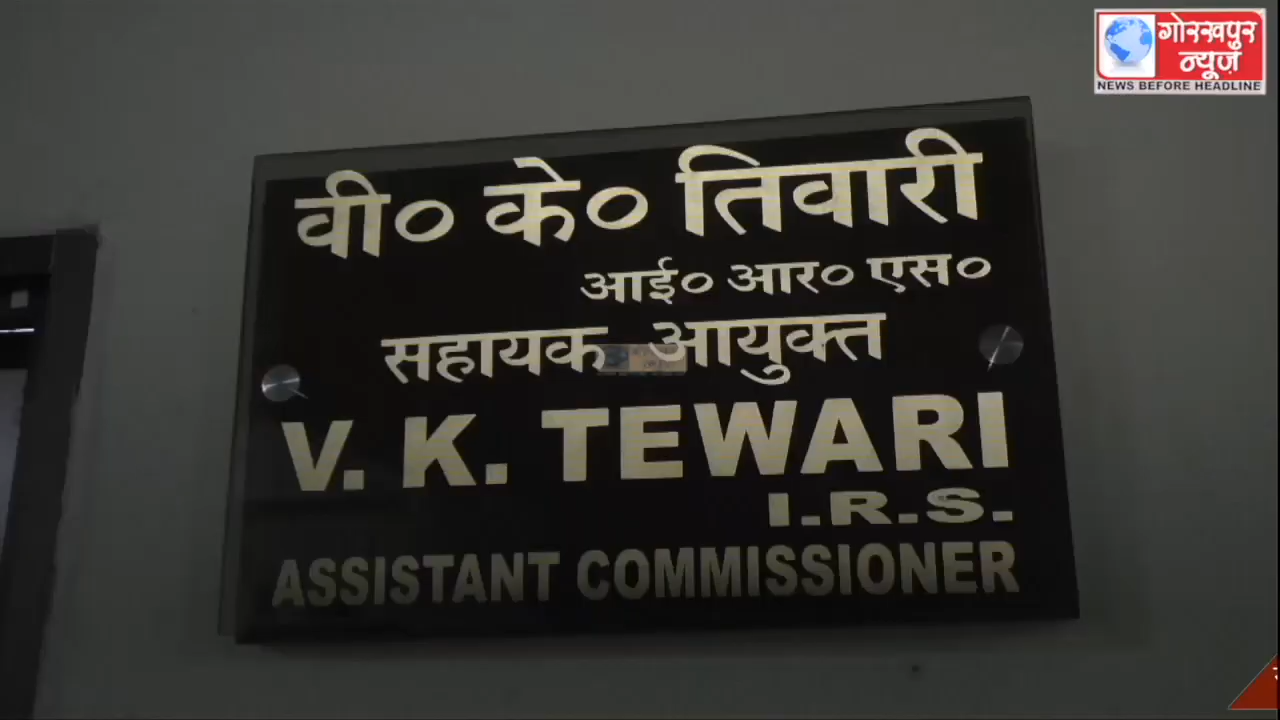 गोरखपुर
न्यूज़
NEWS BEFORE HEADLINE
वी० के० तिवारी
आई० आर० एस०
सहायक आयुक्त
V. K. TEWARI
I.R.S.
ASSISTANT COMMISSIONER